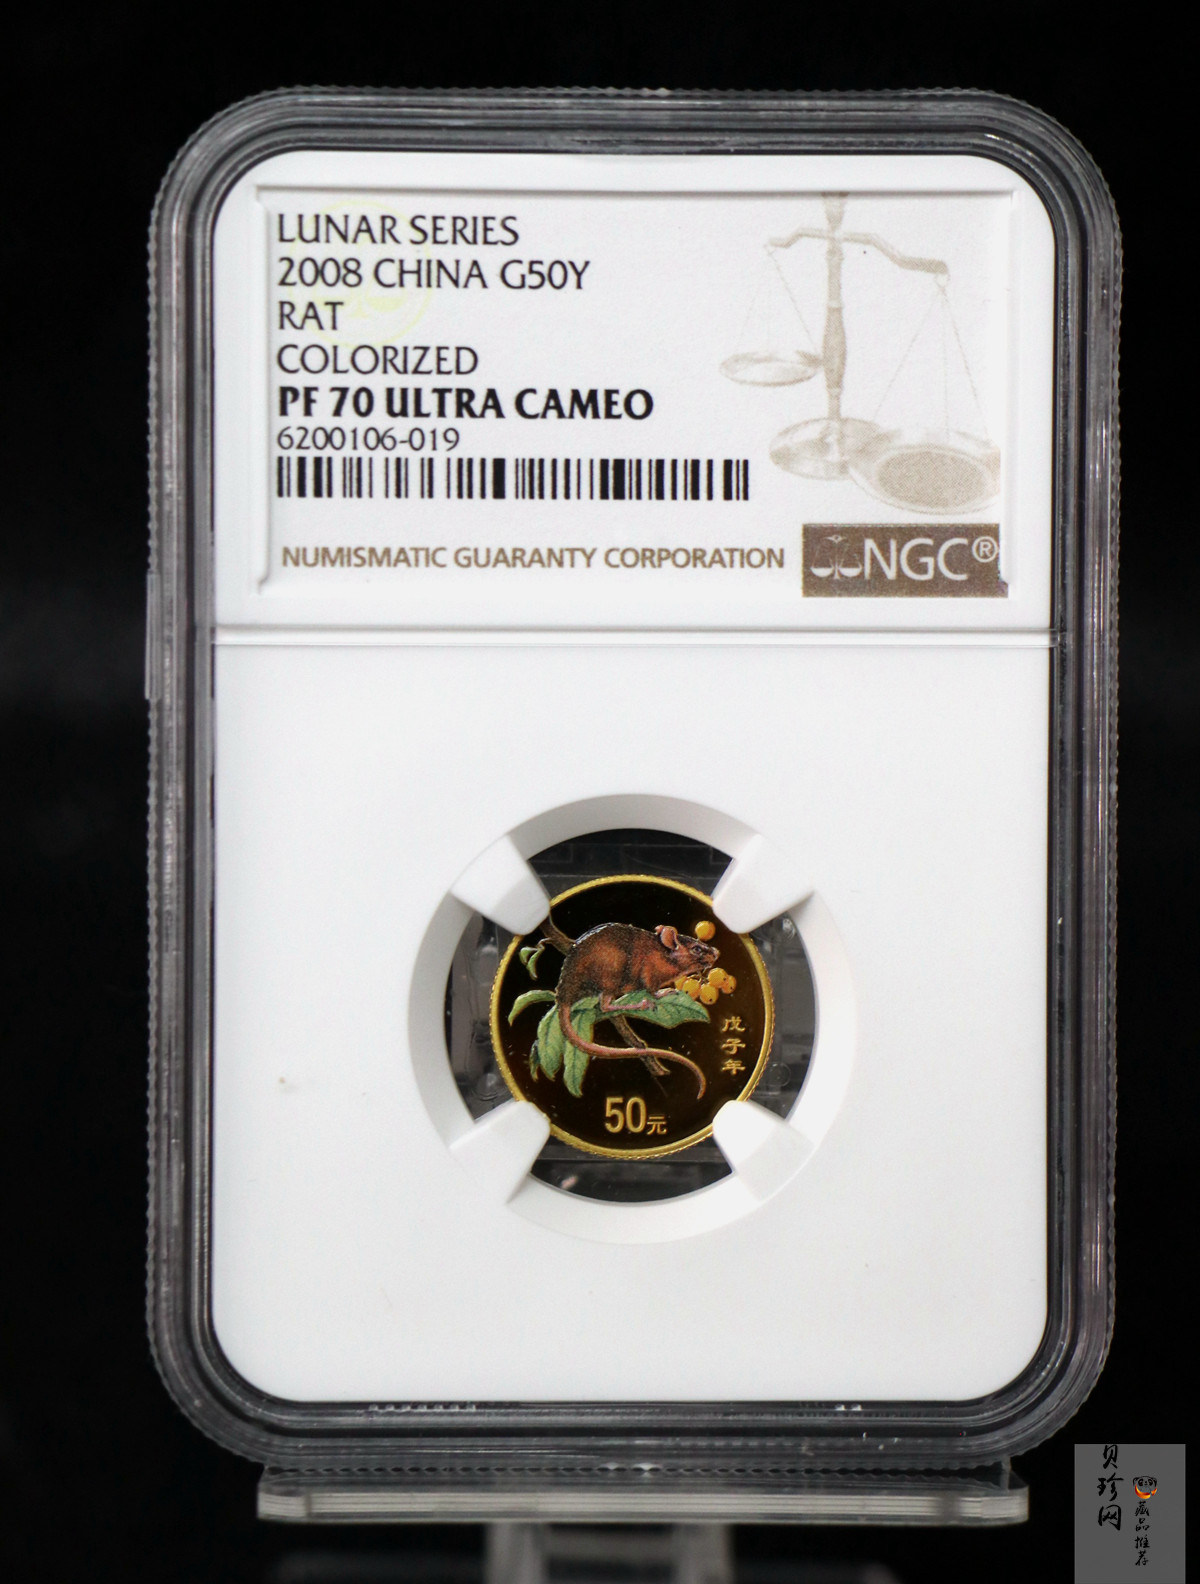 LUNAR SERIES
2008 CHINA G50Y
RAT
COLORIZED
PF 70 ULTRA CAMEO
6200106-019
NUMISMATIC GUARANTY CORPORATION
NGC®
戊子年
50元
贝珍网
藏品推荐